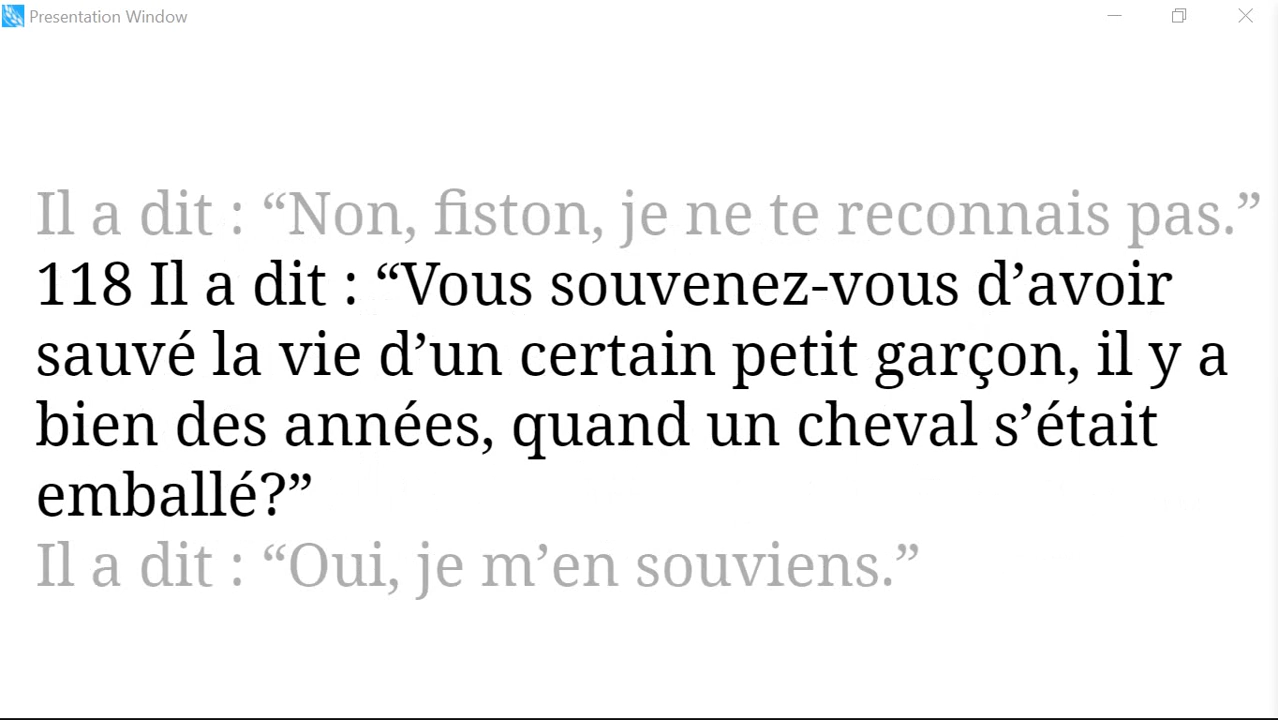 Presentation Window
Il a dit : “Non, fiston, je ne te reconnais pas.”
118 Il a dit : “Vous souvenez-vous d’avoir
sauvé la vie d’un certain petit garçon, il y a
bien des années, quand un cheval s’était
emballé?”
Il a dit : “Oui, je m’en souviens.”